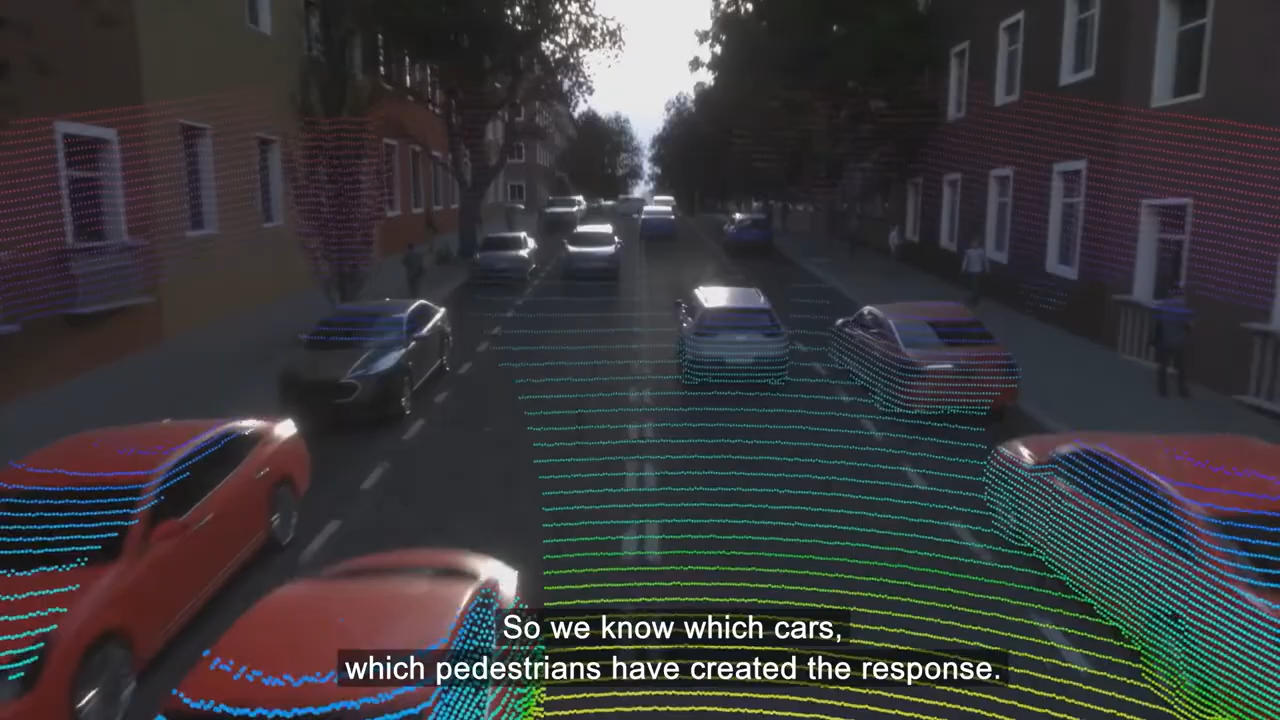 So we know which cars,
which pedestrians have created the response.